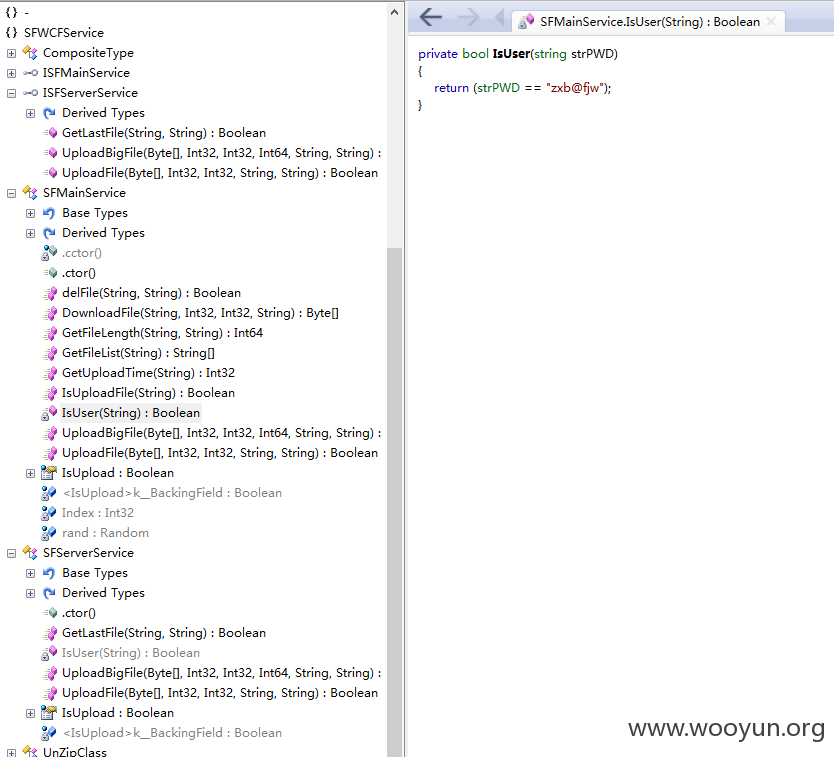 {} -
{} SFWCFService
CompositeType
ISFMainService
ISFServerService
Derived Types
GetLastFile(String, String) : Boolean
UploadBigFile(Byte[], Int32, Int32, Int64, String, String) :
UploadFile(Byte[], Int32, Int32, String, String) : Boolean
SFMainService
Base Types
Derived Types
.cctor()
.ctor()
delFile(String, String) : Boolean
DownloadFile(String, Int32, Int32, String) : Byte[]
GetFileLength(String, String) : Int64
GetFileList(String) : String[]
GetUploadTime(String) : Int32
IsUploadFile(String) : Boolean
IsUser(String) : Boolean
UploadBigFile(Byte[], Int32, Int32, Int64, String, String) :
UploadFile(Byte[], Int32, Int32, String, String) : Boolean
IsUpload : Boolean
<IsUpload>k__BackingField : Boolean
Index : Int32
rand : Random
SFServerService
Base Types
Derived Types
.ctor()
GetLastFile(String, String) : Boolean
IsUser(String) : Boolean
UploadBigFile(Byte[], Int32, Int32, Int64, String, String) :
UploadFile(Byte[], Int32, Int32, String, String) : Boolean
IsUpload : Boolean
<IsUpload>k__BackingField : Boolean
UnZipClass
SFMainService.IsUser(String) : Boolean
private bool IsUser(string strPWD)
{
return (strPWD == "zxb@fjw");
}
www.wooyun.org